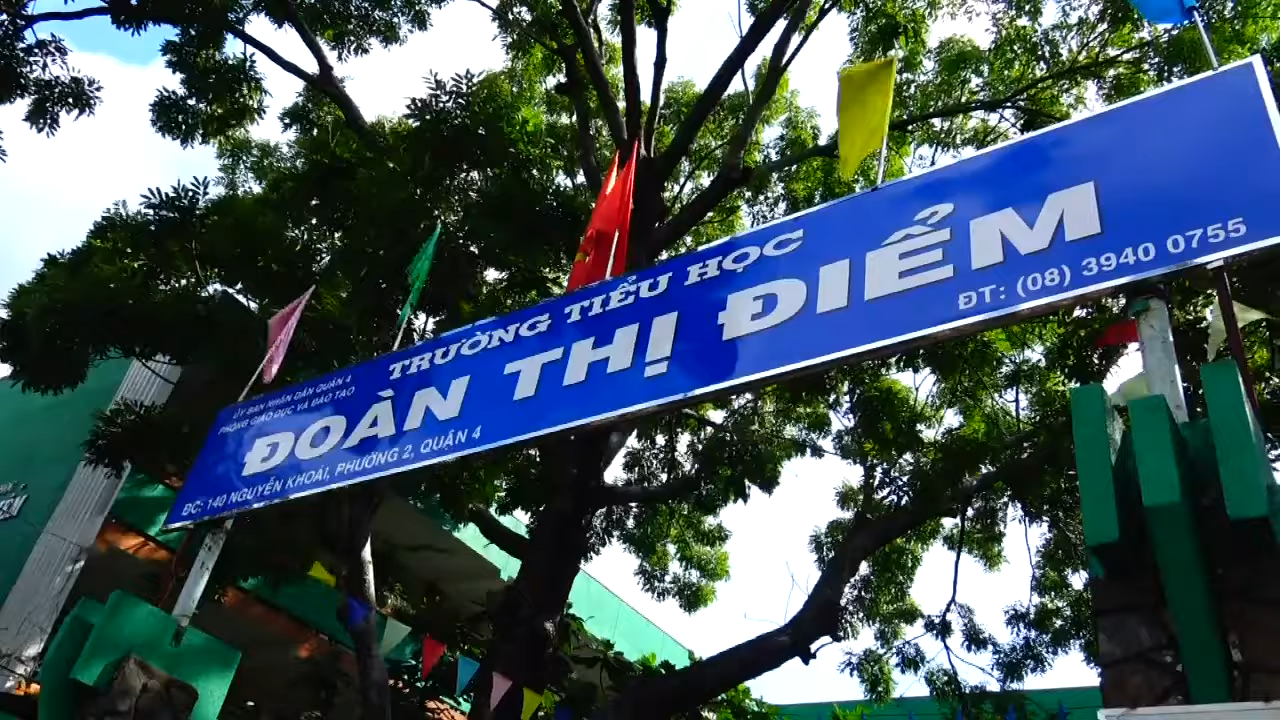 ỦY BAN NHÂN DÂN QUẬN 4
PHÒNG GIÁO DỤC VÀ ĐÀO TẠO
TRƯỜNG TIỂU HỌC
ĐOÀN THỊ ĐIỂM
ĐC: 140 NGUYỄN KHOÁI, PHƯỜNG 2, QUẬN 4
ĐT: (08) 3940 0755